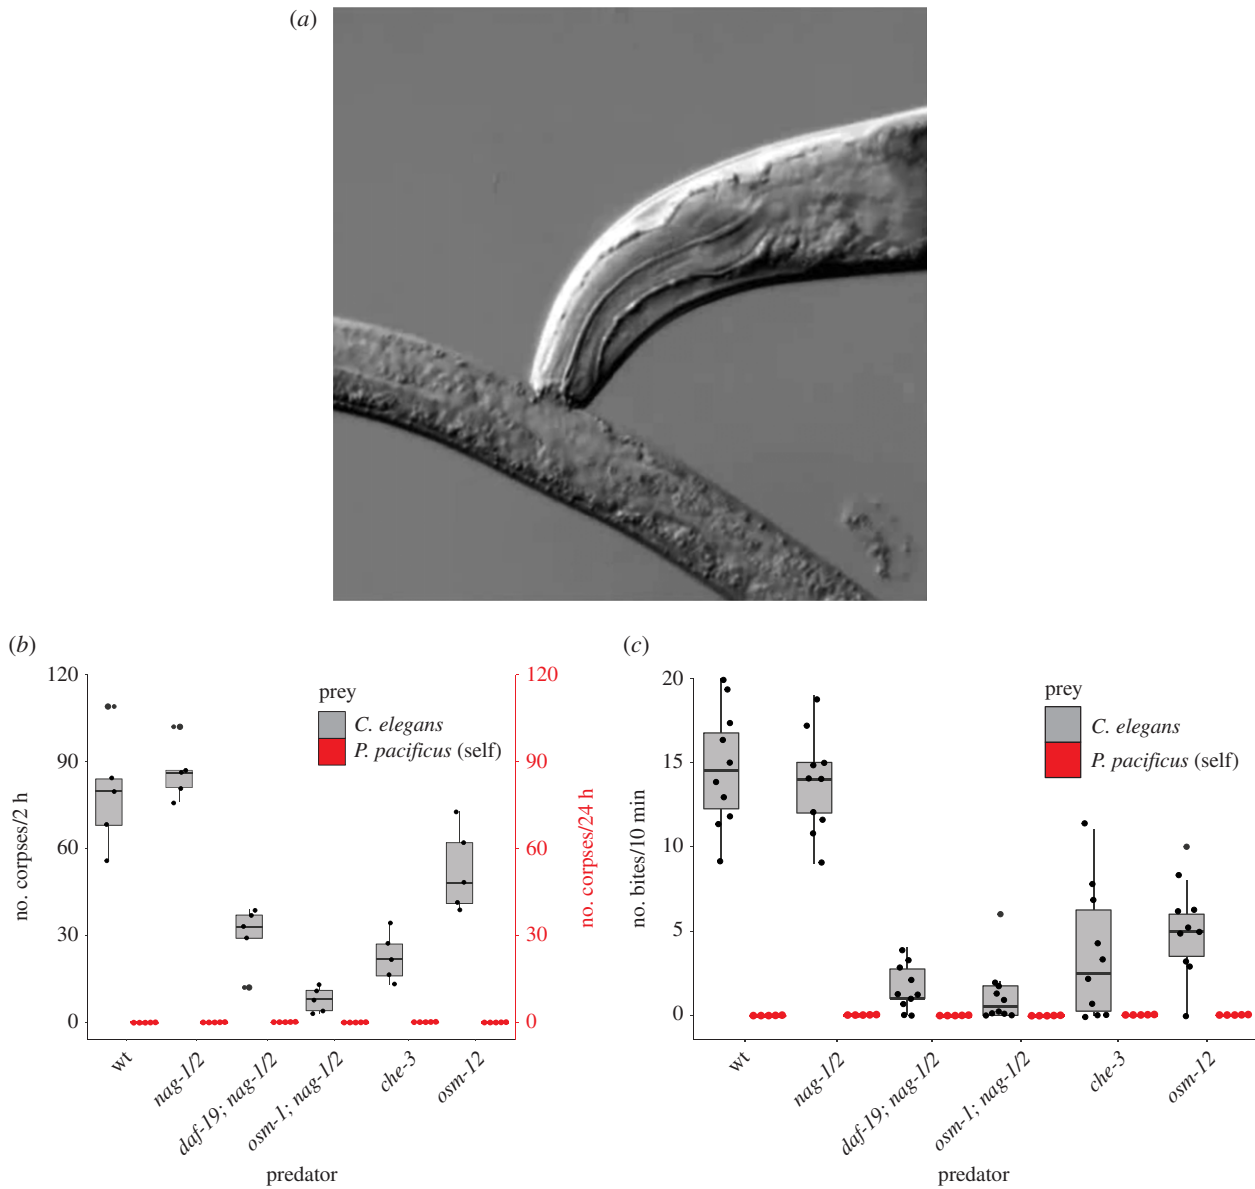 (a)
(b)
120
90
60
30
0
no. corpses/2 h
prey
C. elegans
P. pacificus (self)
120
90
60
30
0
no. corpses/24 h
wt
nag-1/2
daf-19; nag-1/2
osm-1; nag-1/2
che-3
osm-12
predator
(c)
20
15
10
5
0
no. bites/10 min
prey
C. elegans
P. pacificus (self)
wt
nag-1/2
daf-19; nag-1/2
osm-1; nag-1/2
che-3
osm-12
predator